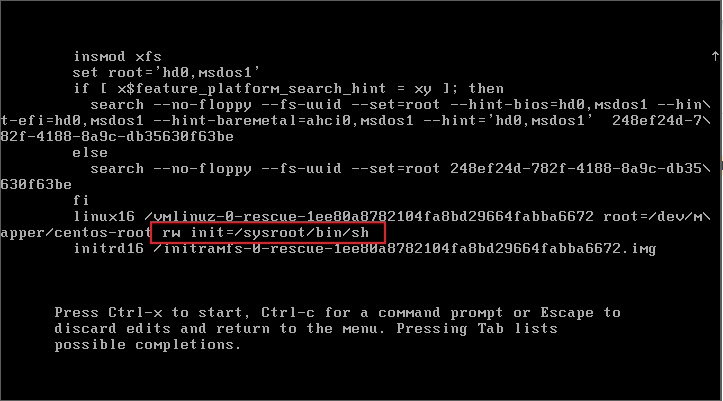 insmod xfs
set root='hd0,msdos1'
if [ x$feature_platform_search_hint = xy ]; then
search --no-floppy --fs-uuid --set=root --hint-bios=hd0,msdos1 --hin\
t-efi=hd0,msdos1 --hint-baremetal=ahci0,msdos1 --hint='hd0,msdos1'  248ef24d-7\
82f-4188-8a9c-db35630f63be
else
search --no-floppy --fs-uuid --set=root 248ef24d-782f-4188-8a9c-db35\
630f63be
fi
linux16 /vmlinuz-0-rescue-1ee80a8782104fa8bd29664fabba6672 root=/dev/m\
apper/centos-root rw init=/sysroot/bin/sh
initrd16 /initramfs-0-rescue-1ee80a8782104fa8bd29664fabba6672.img
Press Ctrl-x to start, Ctrl-c for a command prompt or Escape to
discard edits and return to the menu. Pressing Tab lists
possible completions.